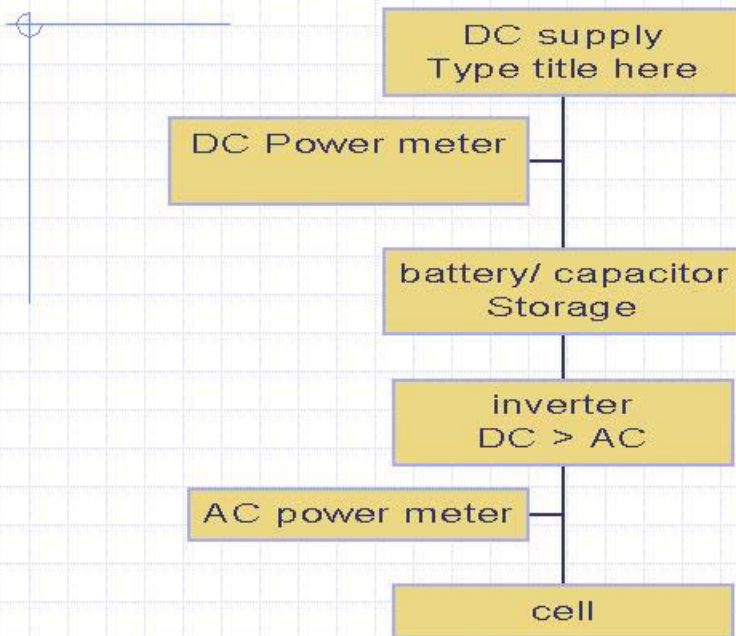 DC supply
Type title here
DC Power meter
battery/ capacitor
Storage
inverter
DC > AC
AC power meter
cell